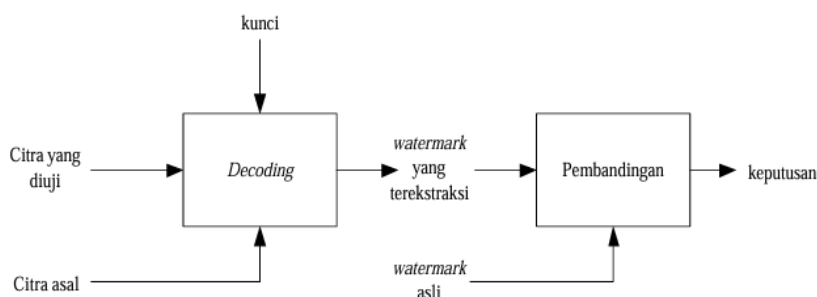 kunci
Citra yang
diuji
Decoding
watermark
yang
terekstraksi
Pembandingan
keputusan
Citra asal
watermark
asli